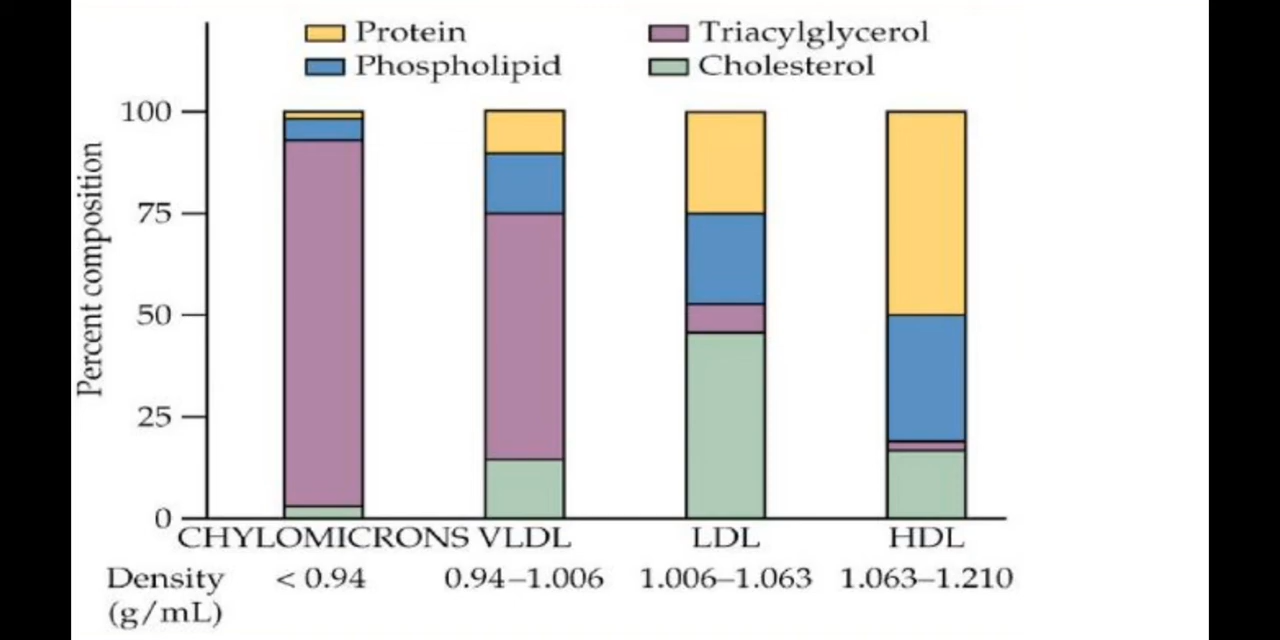 Protein
Triacylglycerol
Phospholipid
Cholesterol
100
75
50
25
0
Percent composition
CHYLOMICRONS VLDL LDL HDL
Density < 0.94 0.94–1.006 1.006–1.063 1.063–1.210
(g/mL)